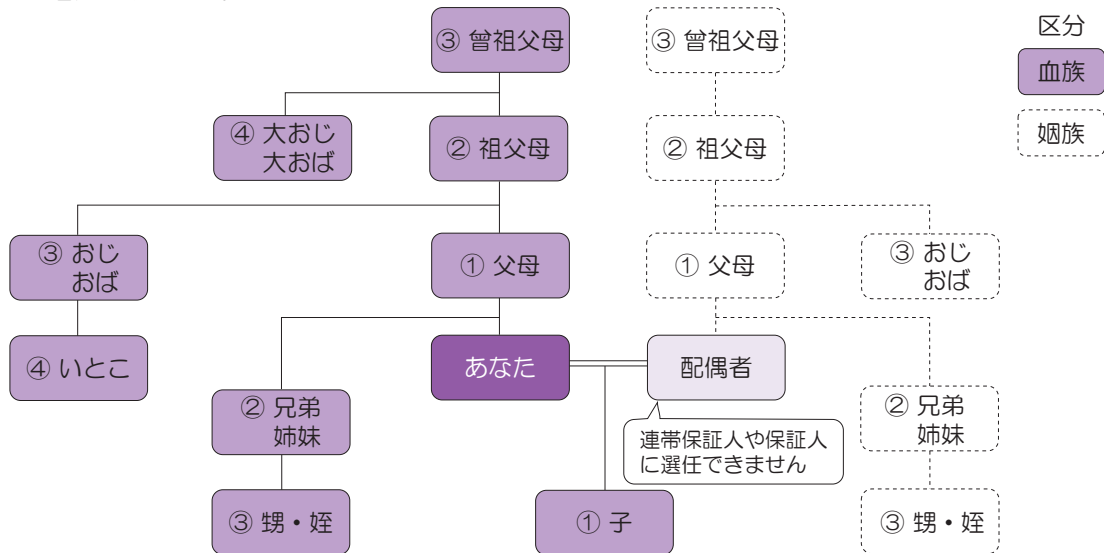 ③ 曾祖父母
③ 曾祖父母
区分
血族
④ 大おじ
大おば
② 祖父母
② 祖父母
姻族
③ おじ
おば
① 父母
① 父母
③ おじ
おば
④ いとこ
あなた
配偶者
② 兄弟
姉妹
連帯保証人や保証人
に選任できません
② 兄弟
姉妹
③ 甥・姪
① 子
③ 甥・姪